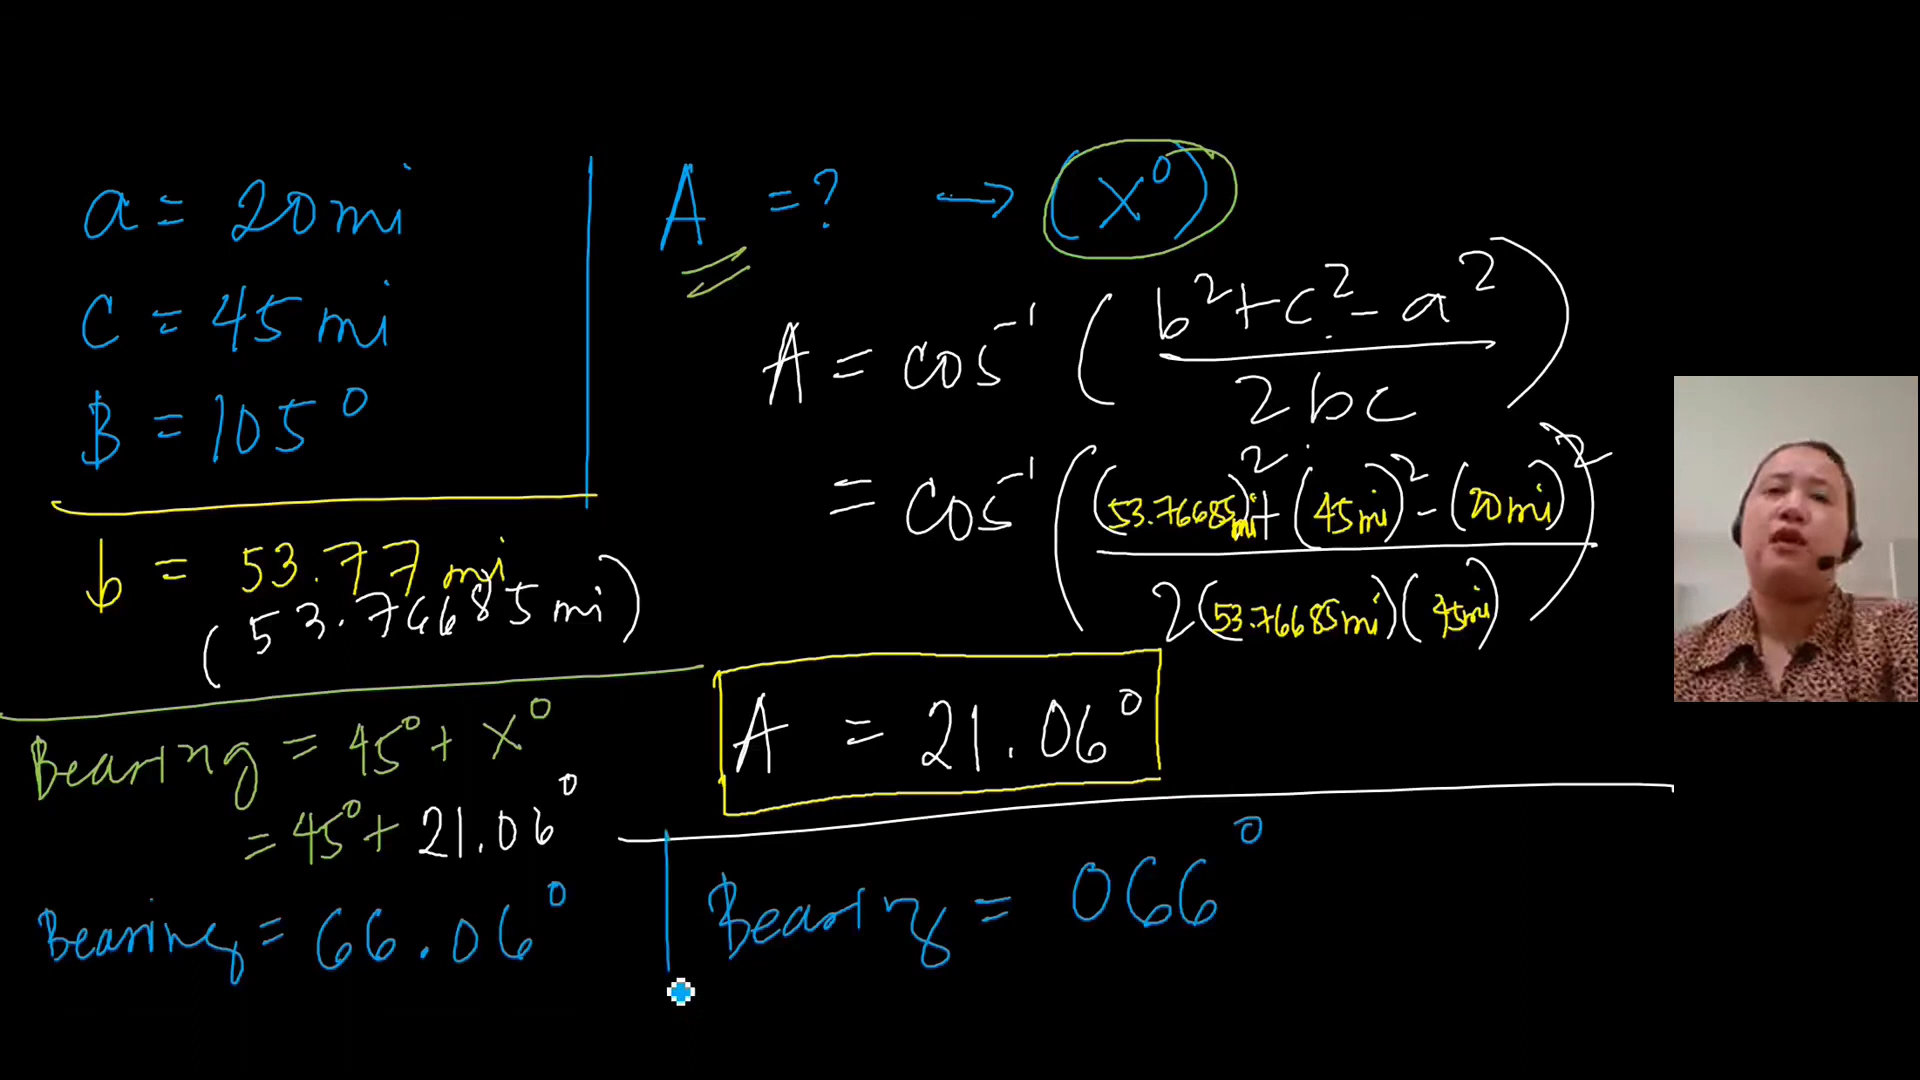 a = 20 mi
c = 45 mi
B = 105°
b = 53.77 mi
(53.76685 mi)
A = ? → (x°)
A = cos⁻¹ ( b² + c² - a² / 2bc )
= cos⁻¹ ( (53.76685 mi)² + (45 mi)² - (20 mi)² / 2(53.76685 mi)(45 mi) )
A = 21.06°
Bearing = 45° + x°
= 45° + 21.06°
Bearing = 66.06°
Bearing = 066°